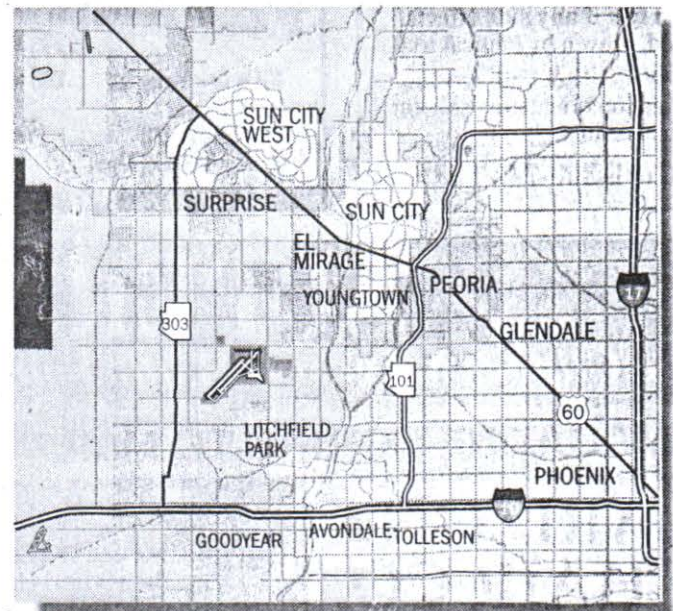 SUN CITY
WEST
SURPRISE
SUN CITY
EL
MIRAGE
PEORIA
YOUNGTOWN
GLENDALE
303
101
60
LITCHFIELD
PARK
PHOENIX
GOODYEAR
AVONDALE
TOLLESON